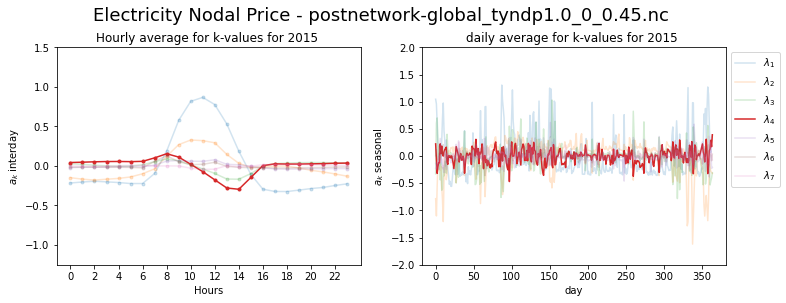 Electricity Nodal Price - postnetwork-global_tyndp1.0_0_0.45.nc
Hourly average for k-values for 2015
1.5
1.0
0.5
0.0
−0.5
−1.0
a_k interday
0 2 4 6 8 10 12 14 16 18 20 22
Hours
daily average for k-values for 2015
2.0
1.5
1.0
0.5
0.0
−0.5
−1.0
−1.5
−2.0
a_k seasonal
0 50 100 150 200 250 300 350
day
λ₁
λ₂
λ₃
λ₄
λ₅
λ₆
λ₇